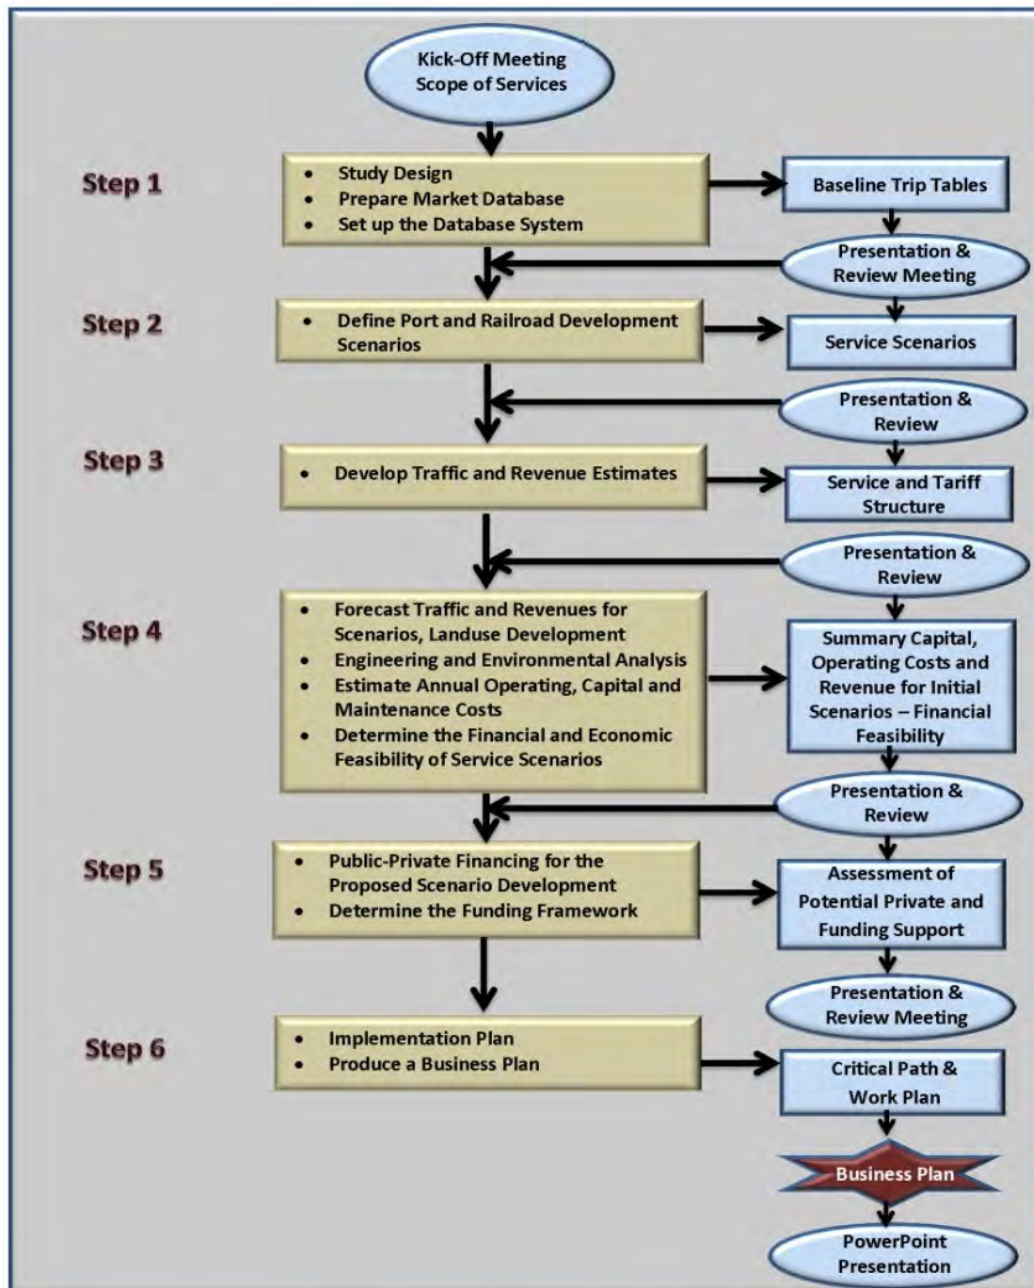 Kick-Off Meeting
Scope of Services
Step 1
• Study Design
• Prepare Market Database
• Set up the Database System
Baseline Trip Tables
Presentation &
Review Meeting
Step 2
• Define Port and Railroad Development
Scenarios
Service Scenarios
Presentation &
Review
Step 3
• Develop Traffic and Revenue Estimates
Service and Tariff
Structure
Presentation &
Review
Step 4
• Forecast Traffic and Revenues for
Scenarios, Landuse Development
• Engineering and Environmental Analysis
• Estimate Annual Operating, Capital and
Maintenance Costs
• Determine the Financial and Economic
Feasibility of Service Scenarios
Summary Capital,
Operating Costs and
Revenue for Initial
Scenarios – Financial
Feasibility
Presentation &
Review
Step 5
• Public-Private Financing for the
Proposed Scenario Development
• Determine the Funding Framework
Assessment of
Potential Private and
Funding Support
Presentation &
Review Meeting
Step 6
• Implementation Plan
• Produce a Business Plan
Critical Path &
Work Plan
Business Plan
PowerPoint
Presentation